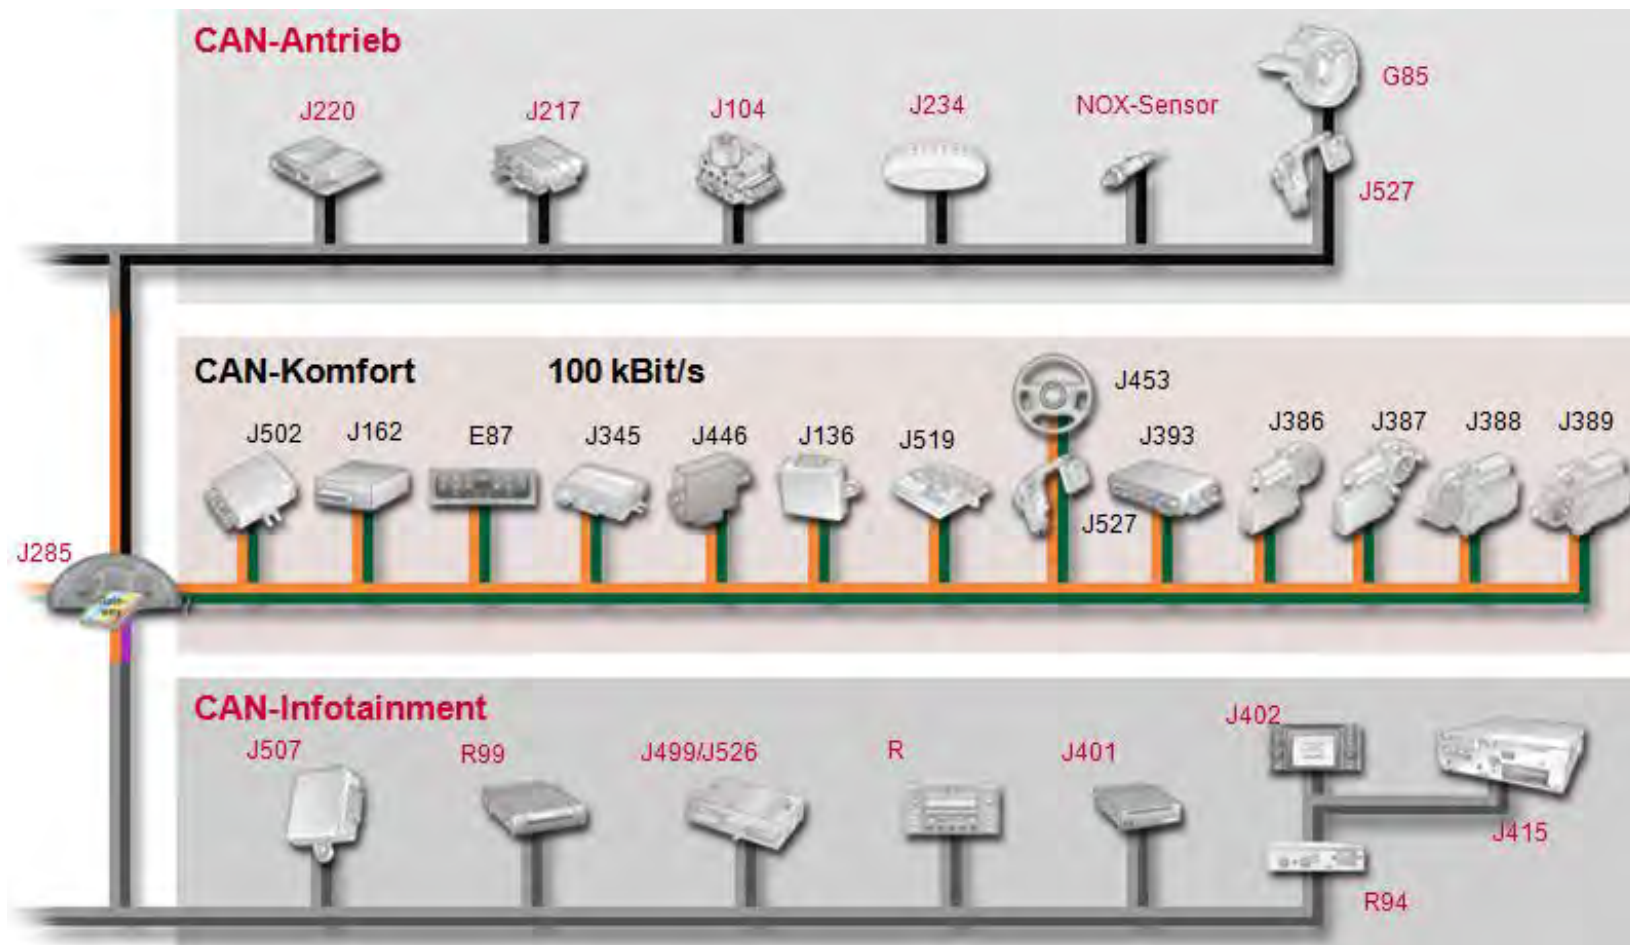 CAN-Antrieb
J220
J217
J104
J234
NOX-Sensor
G85
J527
CAN-Komfort 100 kBit/s
J453
J502
J162
E87
J345
J446
J136
J519
J393
J386
J387
J388
J389
J527
J285
CAN-Infotainment
J507
R99
J499/J526
R
J401
J402
J415
R94